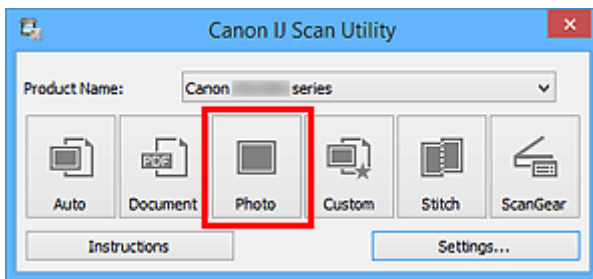 Canon IJ Scan Utility
Product Name: Canon series
PDF
Auto Document Photo Custom Stitch ScanGear
Instructions Settings...